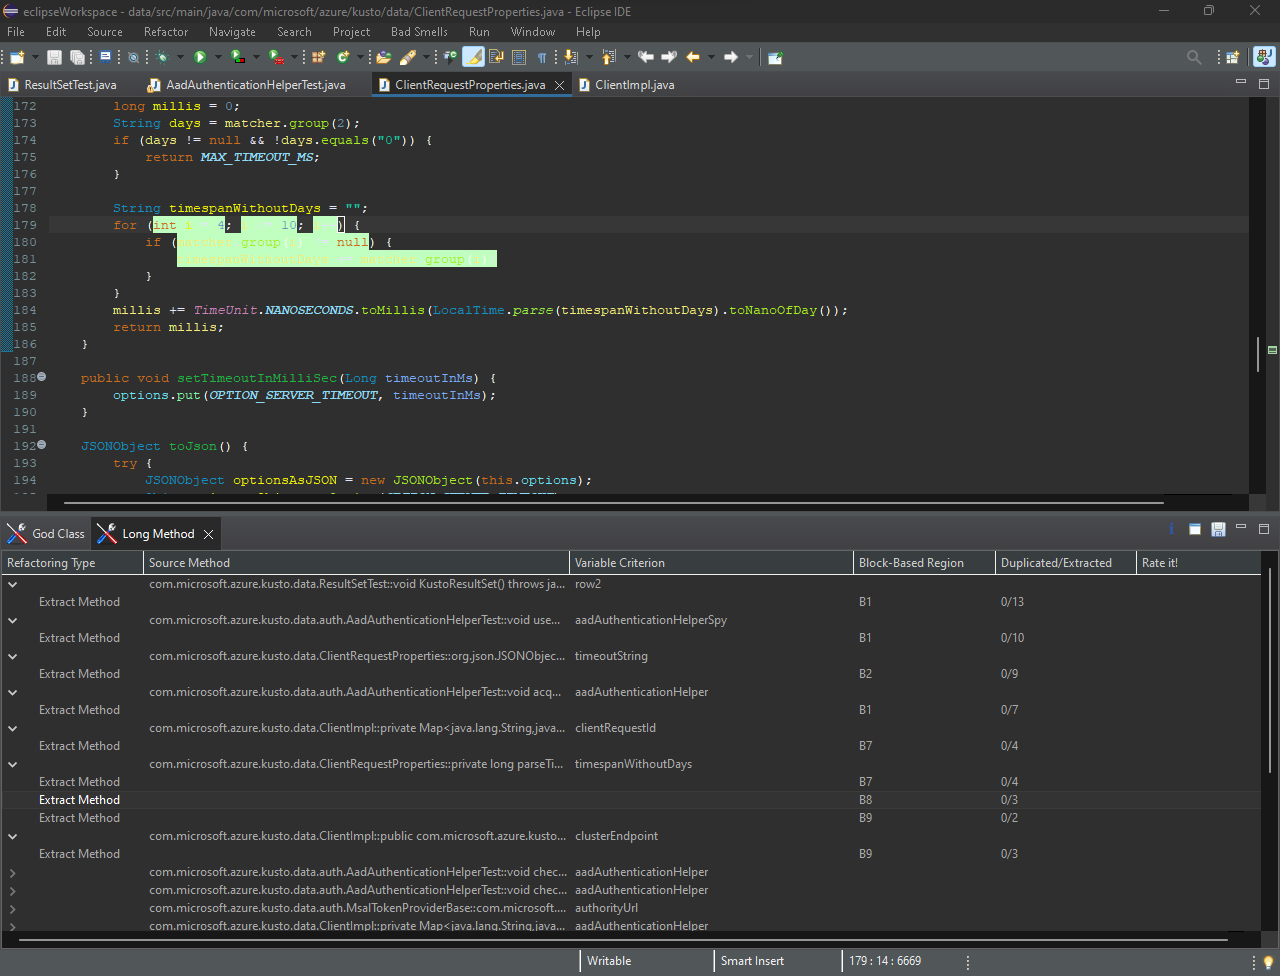 eclipseWorkspace - data/src/main/java/com/microsoft/azure/kusto/data/ClientRequestProperties.java - Eclipse IDE
File Edit Source Refactor Navigate Search Project Bad Smells Run Window Help
ResultSetTest.java AadAuthenticationHelperTest.java ClientRequestProperties.java ClientImpl.java
172 long millis = 0;
173 String days = matcher.group(2);
174 if (days != null && !days.equals("0")) {
175 return MAX_TIMEOUT_MS;
176 }
177
178 String timespanWithoutDays = "";
179 for (int i = 4; 10; ) {
180 if ( group null) {
181 timespanWithoutDays matcher group
182 }
183 }
184 millis += TimeUnit.NANOSECONDS.toMillis(LocalTime.parse(timespanWithoutDays).toNanoOfDay());
185 return millis;
186 }
187
188 public void setTimeoutInMilliSec(Long timeoutInMs) {
189 options.put(OPTION_SERVER_TIMEOUT, timeoutInMs);
190 }
191
192 JSONObject toJson() {
193 try {
194 JSONObject optionsAsJSON = new JSONObject(this.options);
God Class Long Method
Refactoring Type Source Method Variable Criterion Block-Based Region Duplicated/Extracted Rate it!
com.microsoft.azure.kusto.data.ResultSetTest::void KustoResultSet() throws ja... row2
Extract Method B1 0/13
com.microsoft.azure.kusto.data.auth.AadAuthenticationHelperTest::void use... aadAuthenticationHelperSpy
Extract Method B1 0/10
com.microsoft.azure.kusto.data.ClientRequestProperties::org.json.JSONObjec... timeoutString
Extract Method B2 0/9
com.microsoft.azure.kusto.data.auth.AadAuthenticationHelperTest::void acq... aadAuthenticationHelper
Extract Method B1 0/7
com.microsoft.azure.kusto.data.ClientImpl::private Map<java.lang.String,java... clientRequestId
Extract Method B7 0/4
com.microsoft.azure.kusto.data.ClientRequestProperties::private long parseTi... timespanWithoutDays
Extract Method B7 0/4
Extract Method B8 0/3
Extract Method B9 0/2
com.microsoft.azure.kusto.data.ClientImpl::public com.microsoft.azure.kusto... clusterEndpoint
Extract Method B9 0/3
com.microsoft.azure.kusto.data.auth.AadAuthenticationHelperTest::void chec... aadAuthenticationHelper
com.microsoft.azure.kusto.data.auth.AadAuthenticationHelperTest::void chec... aadAuthenticationHelper
com.microsoft.azure.kusto.data.auth.MsalTokenProviderBase::com.microsoft.... authorityUrl
com.microsoft.azure.kusto.data.ClientImpl::private Map<java.lang.String,java... aadAuthenticationHelper
Writable Smart Insert 179 : 14 : 6669